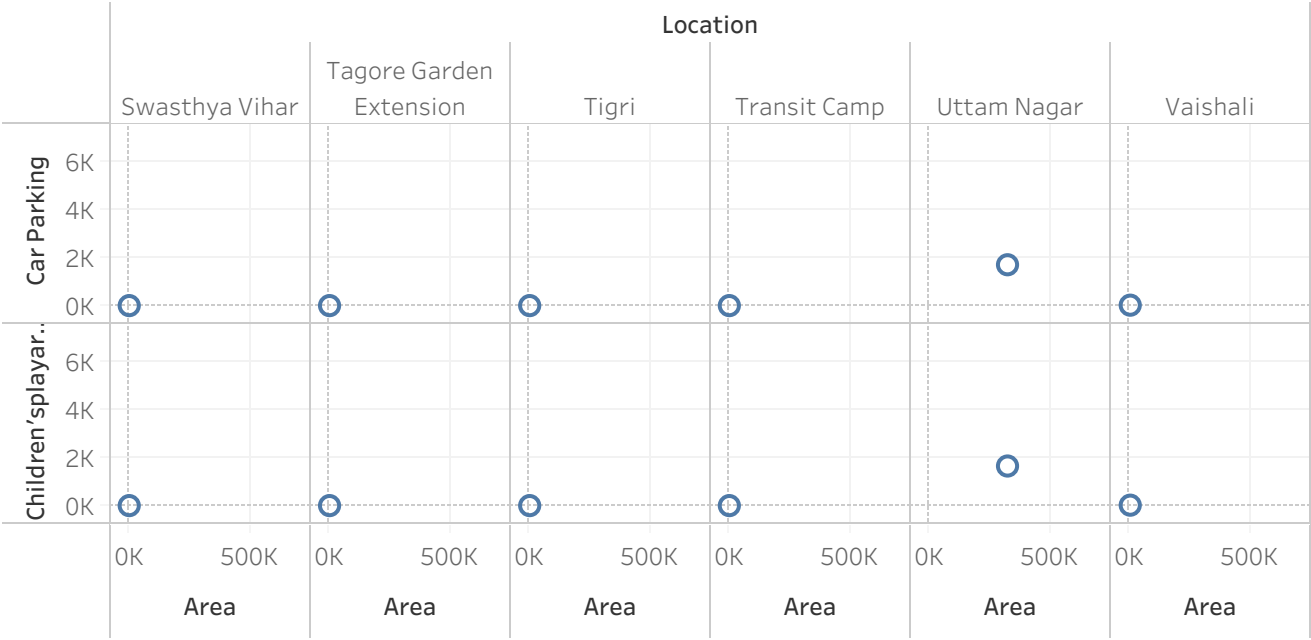 Location
Swasthya Vihar
Tagore Garden
Extension
Tigri
Transit Camp
Uttam Nagar
Vaishali
Car Parking
6K
4K
2K
0K
Children'splayar..
6K
4K
2K
0K
0K 500K 0K 500K 0K 500K 0K 500K 0K 500K 0K 500K
Area Area Area Area Area Area